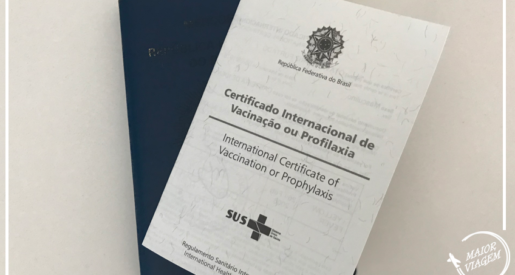 República Federativa do Brasil
Certificado Internacional de
Vacinação ou Profilaxia
International Certificate of
Vaccination or Prophylaxis
SUS
Regulamento Sanitário
International
MAJOR
VIAGEM